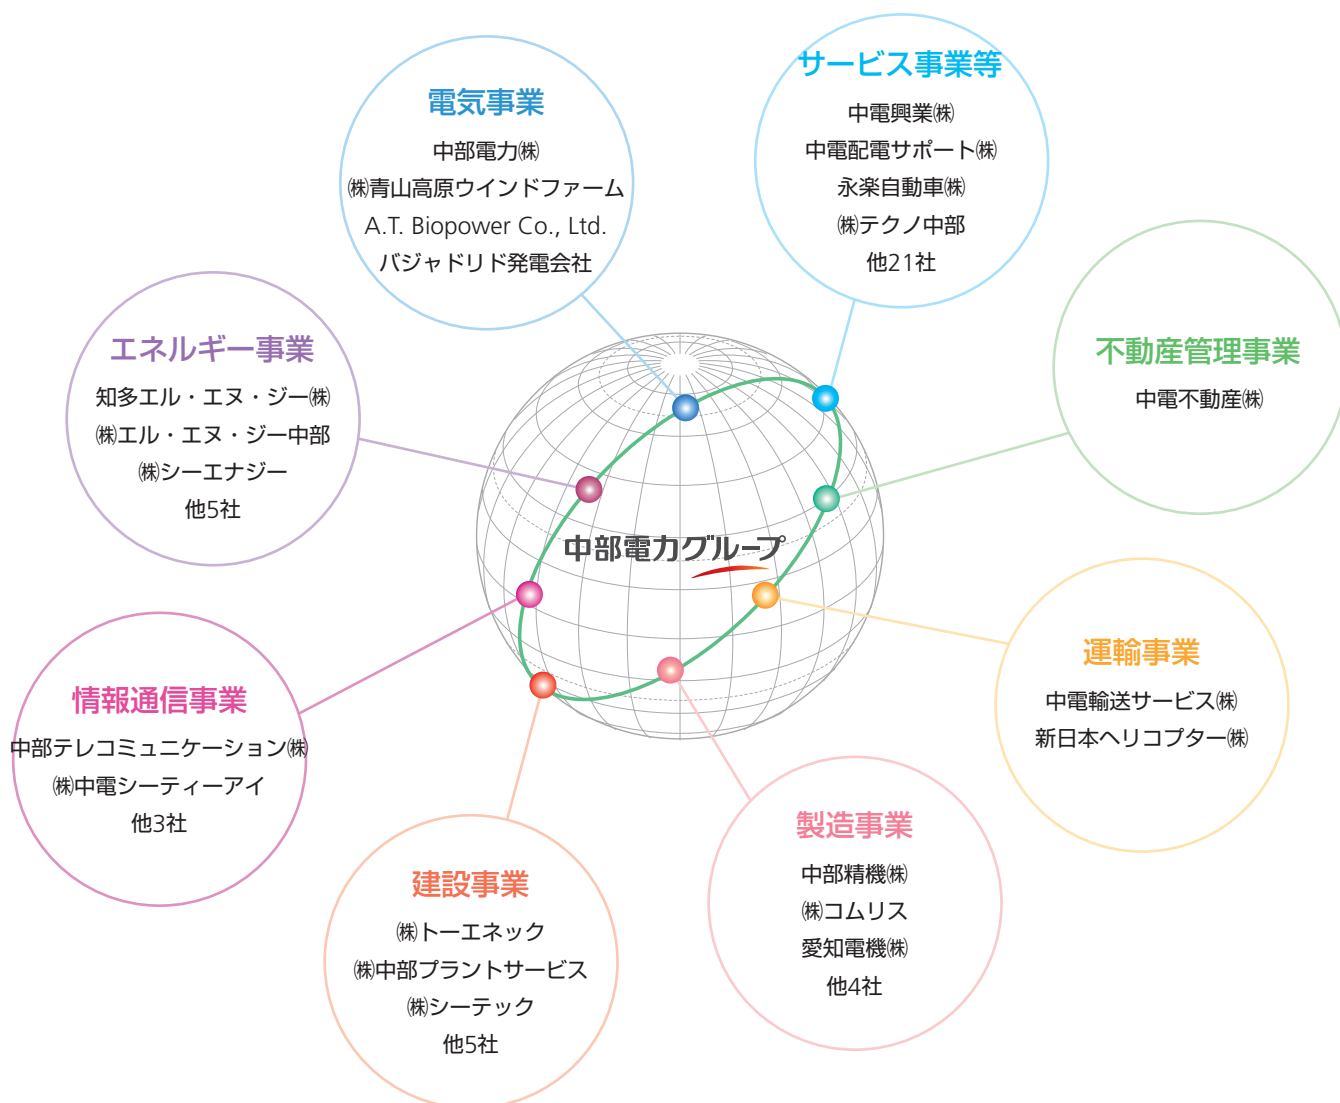 電気事業
中部電力㈱
㈱青山高原ウインドファーム
A.T. Biopower Co., Ltd.
バジャドリド発電会社
サービス事業等
中電興業㈱
中電配電サポート㈱
永楽自動車㈱
㈱テクノ中部
他21社
エネルギー事業
知多エル・エヌ・ジー㈱
㈱エル・エヌ・ジー中部
㈱シーエナジー
他5社
不動産管理事業
中電不動産㈱
中部電力グループ
情報通信事業
中部テレコミュニケーション㈱
㈱中電シーティーアイ
他3社
運輸事業
中電輸送サービス㈱
新日本ヘリコプター㈱
建設事業
㈱トーエネック
㈱中部プラントサービス
㈱シーテック
他5社
製造事業
中部精機㈱
㈱コムリス
愛知電機㈱
他4社